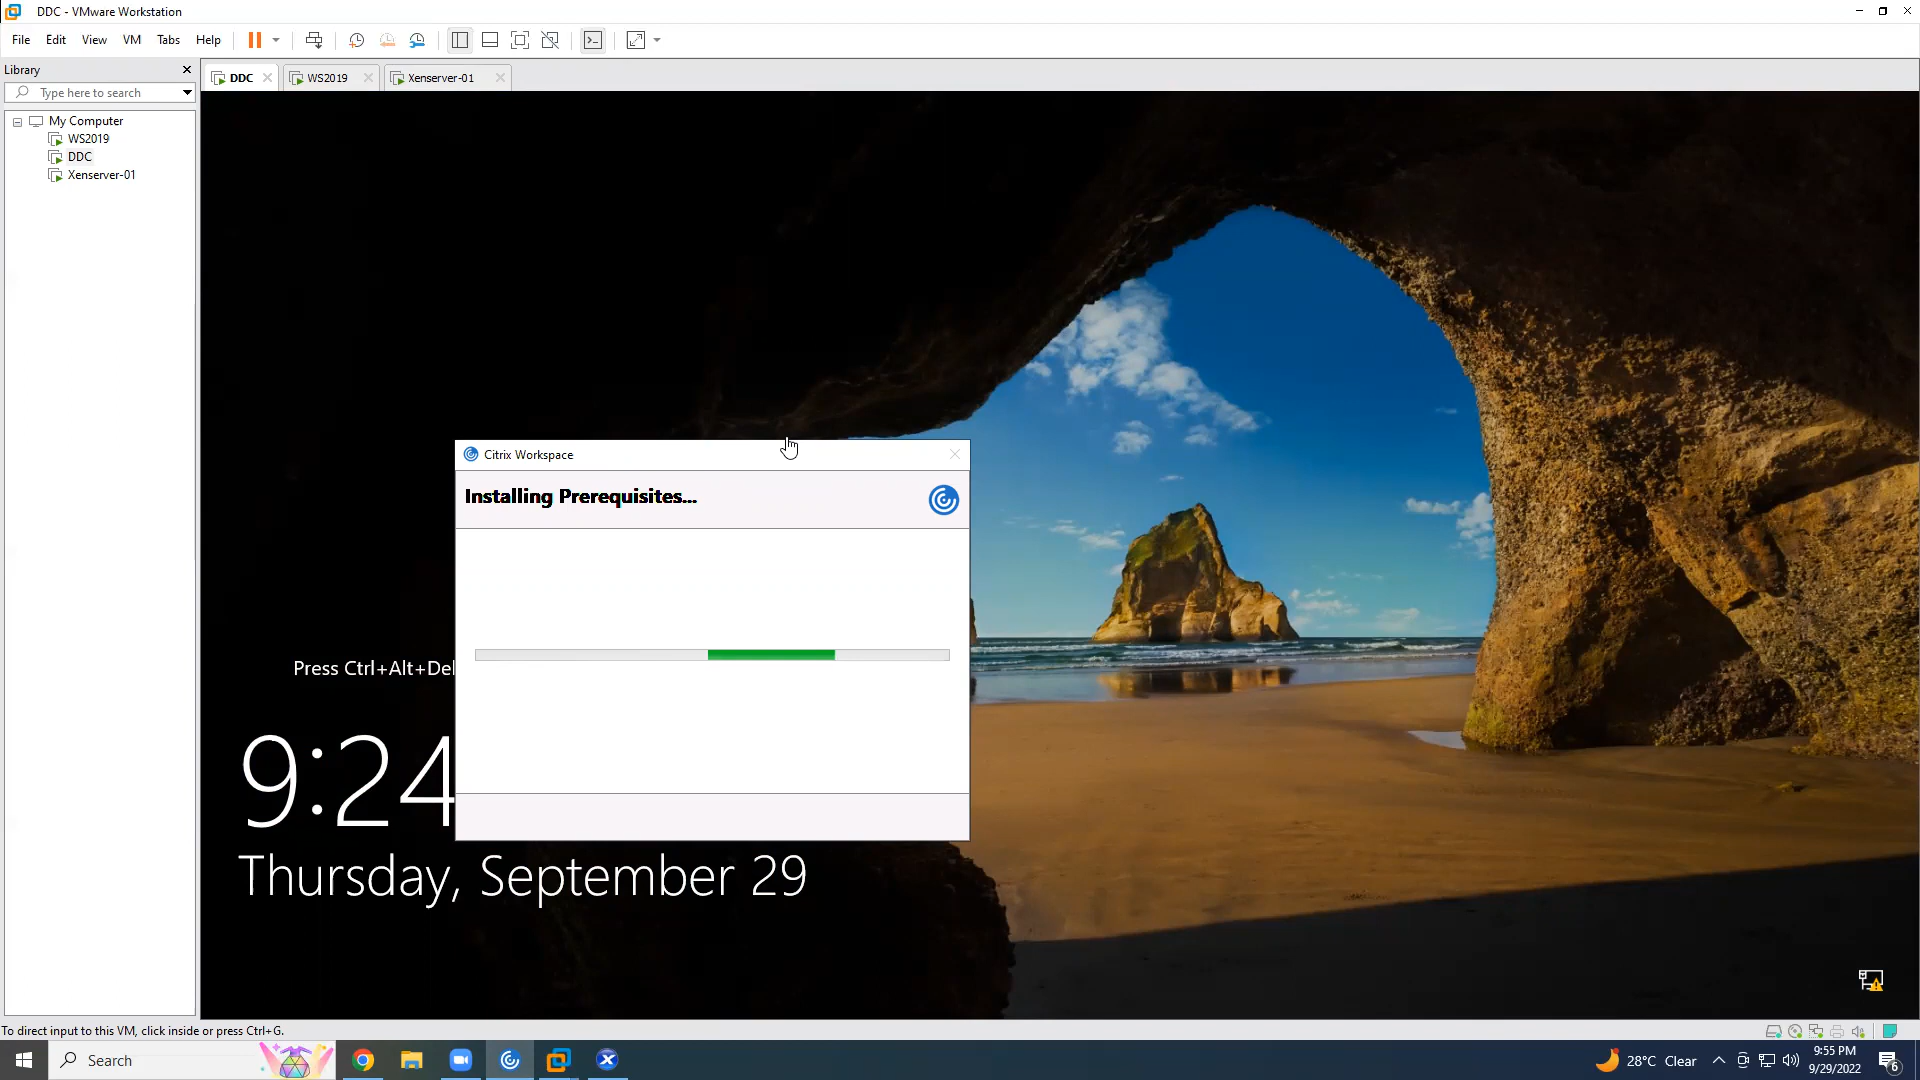 DDC - VMware Workstation
File Edit View VM Tabs Help
Library
Type here to search
My Computer
WS2019
DDC
Xenserver-01
DDC WS2019 Xenserver-01
Citrix Workspace
Installing Prerequisites...
Press Ctrl+Alt+Del
9:24
Thursday, September 29
To direct input to this VM, click inside or press Ctrl+G.
Search
28°C Clear
9:55 PM
9/29/2022
6